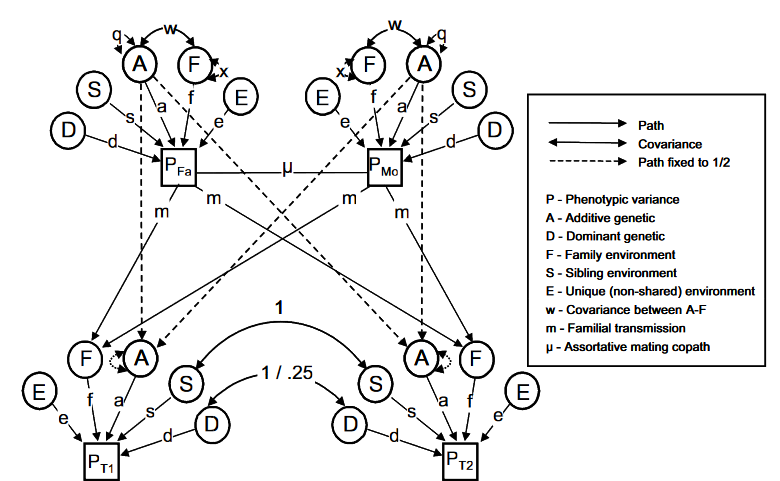 w w
q A F x x F A q
S E E S
D a f e e f a D
s d s d
P Fa μ P Mo
m m m m
1
F A S 1 / .25 S A F
E D D E
e f a s d d s a f e
P T1 P T2
Path
Covariance
Path fixed to 1/2
P - Phenotypic variance
A - Additive genetic
D - Dominant genetic
F - Family environment
S - Sibling environment
E - Unique (non-shared) environment
w - Covariance between A-F
m - Familial transmission
μ - Assortative mating copath